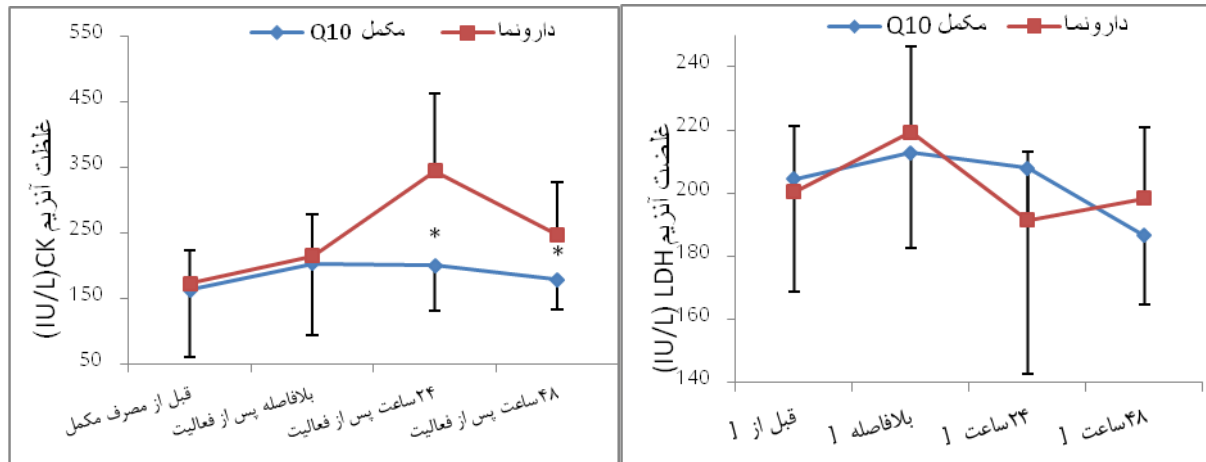 مکمل Q10
دارونما
غلظت آنزیم CK(IU/L)
550
450
350
250
150
50
*
*
قبل از مصرف مکمل
بلافاصله پس از فعالیت
۲۴ساعت پس از فعالیت
۴۸ساعت پس از فعالیت
مکمل Q10
دارونما
غلضت آنزیم LDH (IU/L)
240
220
200
180
160
140
قبل از [
بلافاصله [
۲۴ساعت [
۴۸ساعت [